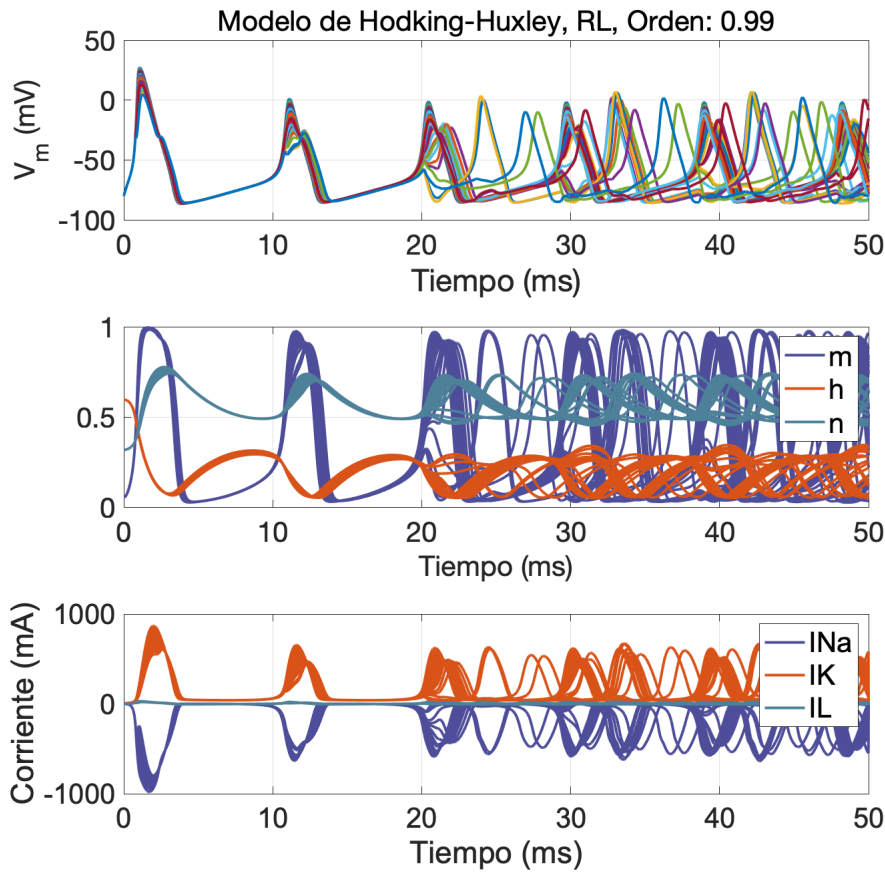 Modelo de Hodking-Huxley, RL, Orden: 0.99
50
0
-50
-100
V_m (mV)
0 10 20 30 40 50
Tiempo (ms)
1
0.5
0
m
h
n
0 10 20 30 40 50
Tiempo (ms)
1000
0
-1000
Corriente (mA)
INa
IK
IL
0 10 20 30 40 50
Tiempo (ms)